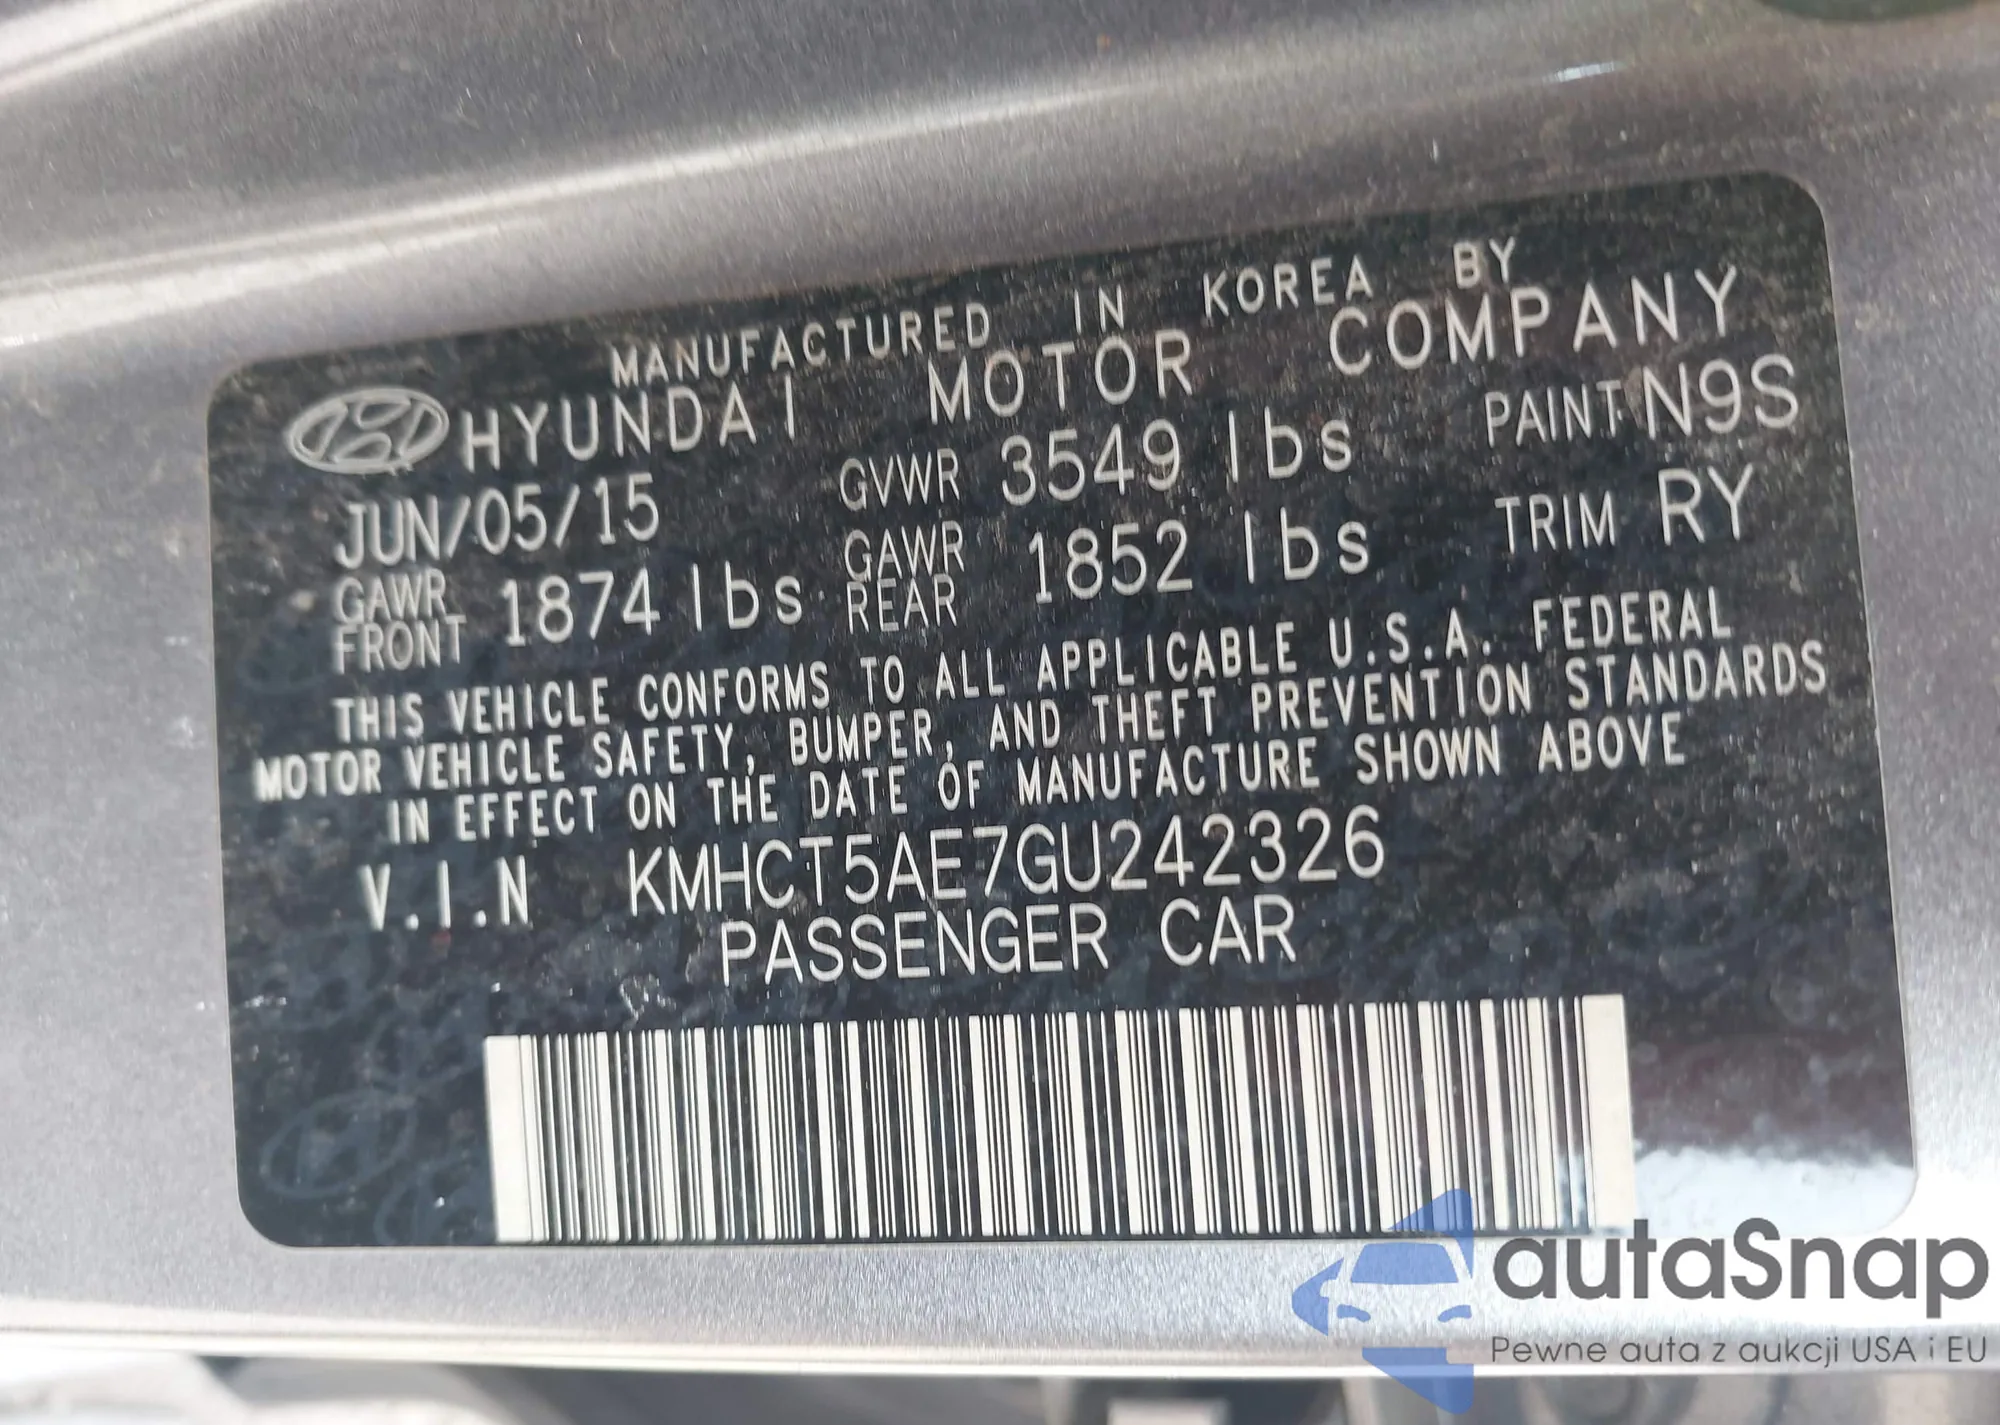 MANUFACTURED IN KOREA BY
HYUNDAI MOTOR COMPANY
JUN/05/15 GVWR 3549 lbs PAINT N9S
GAWR FRONT 1874 lbs GAWR REAR 1852 lbs TRIM RY
THIS VEHICLE CONFORMS TO ALL APPLICABLE U.S.A. FEDERAL
MOTOR VEHICLE SAFETY, BUMPER, AND THEFT PREVENTION STANDARDS
IN EFFECT ON THE DATE OF MANUFACTURE SHOWN ABOVE
V.I.N KMHCT5AE7GU242326
PASSENGER CAR
autaSnap
Pewne auta z aukcji USA i EU